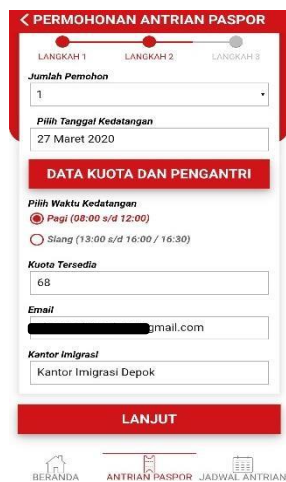 PERMOHONAN ANTRIAN PASPOR
LANGKAH 1 LANGKAH 2 LANGKAH 3
Jumlah Pemohon
1
Pilih Tanggal Kedatangan
27 Maret 2020
DATA KUOTA DAN PENGANTRI
Pilih Waktu Kedatangan
Pagi (08:00 s/d 12:00)
Siang (13:00 s/d 16:00 / 16:30)
Kuota Tersedia
68
Email
gmail.com
Kantor Imigrasi
Kantor Imigrasi Depok
LANJUT
BERANDA ANTRIAN PASPOR JADWAL ANTRIAN